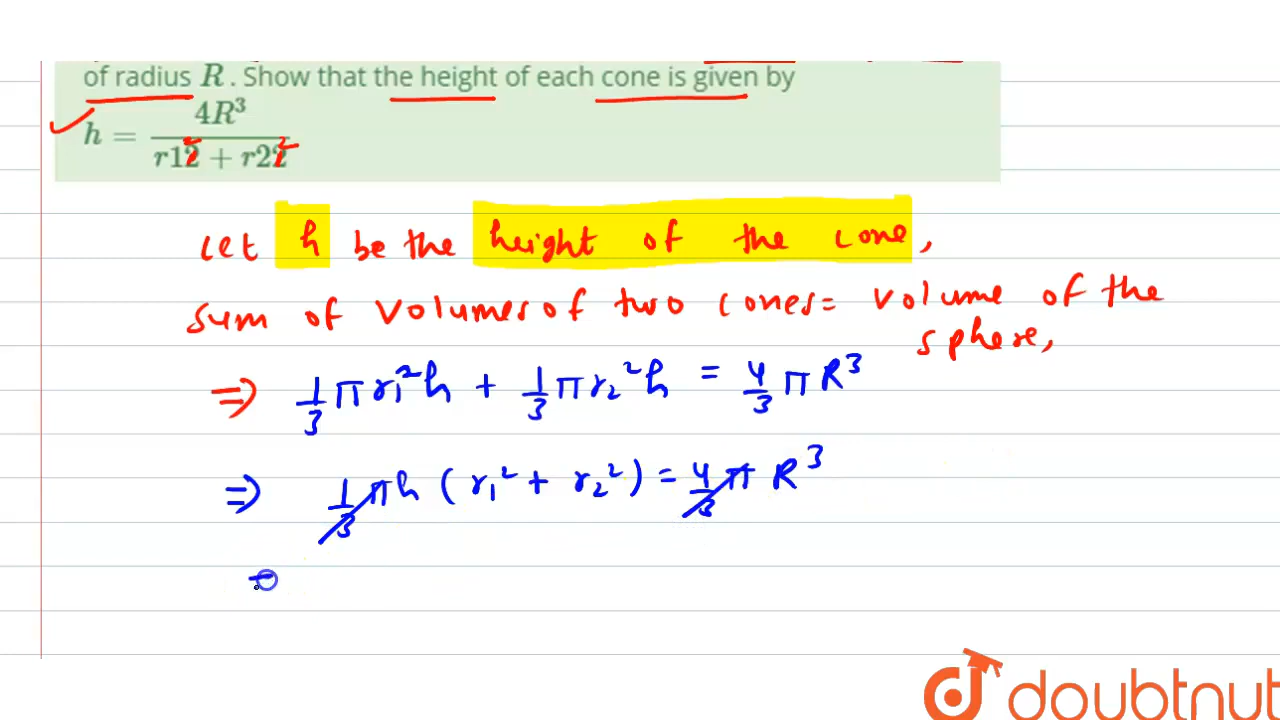 of radius R . Show that the height of each cone is given by
h = 4R³ / r12² + r22²
Let h be the height of the cone,
sum of volumes of two cones = volume of the
sphere,
⇒ 1/3 π r₁² h + 1/3 π r₂² h = 4/3 π R³
⇒ 1/3 π h ( r₁² + r₂² ) = 4/3 π R³
=
doubtnut